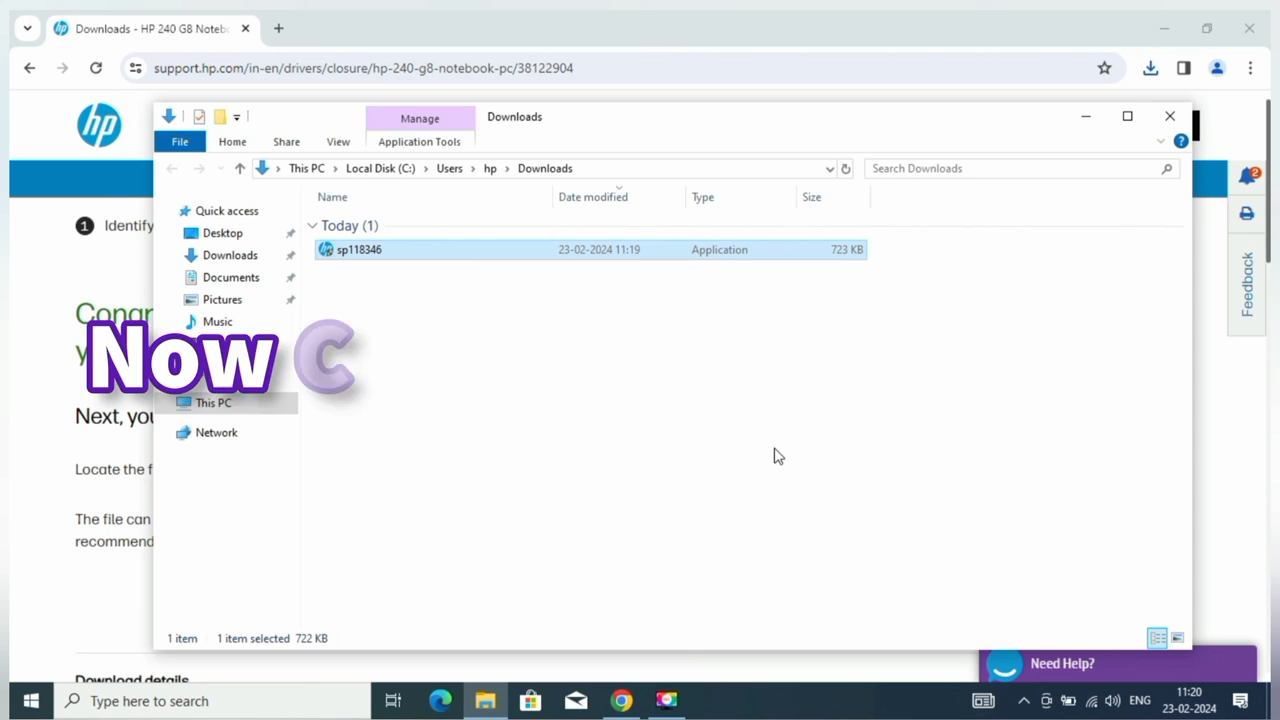 Downloads - HP 240 G8 Noteb
support.hp.com/in-en/drivers/closure/hp-240-g8-notebook-pc/38122904
hp
Manage
Downloads
File
Home
Share
View
Application Tools
This PC > Local Disk (C:) > Users > hp > Downloads
Search Downloads
Name
Date modified
Type
Size
Today (1)
sp118346
23-02-2024 11:19
Application
723 KB
Quick access
Desktop
Downloads
Documents
Pictures
Music
This PC
Network
1 item
1 item selected 722 KB
1 Identify
Now C
Next, you
Locate the f
The file can
recommend
Download details
2
Feedback
Need Help?
Type here to search
ENG
11:20
23-02-2024